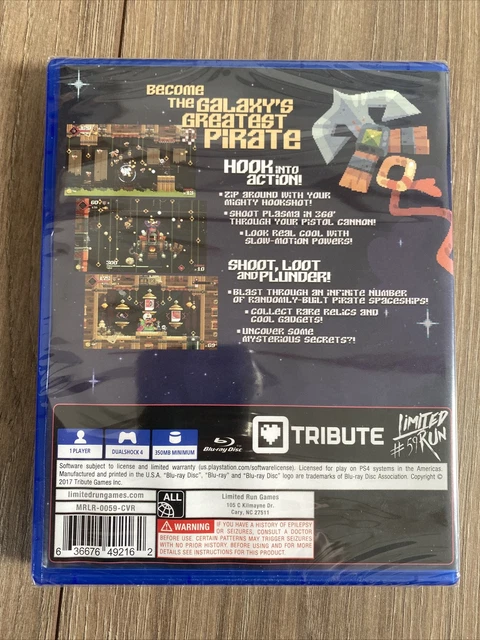 BECOME
THE GALAXY'S
GREATEST
PIRATE
HOOK INTO
ACTION!
• ZIP AROUND WITH YOUR
MIGHTY HOOKSHOT!
• SHOOT PLASMA IN 360°
THROUGH YOUR PISTOL CANNON!
• LOOK REAL COOL WITH
SLOW-MOTION POWERS!
SHOOT, LOOT
AND PLUNDER!
• BLAST THROUGH AN INFINITE NUMBER
OF RANDOMLY-BUILT PIRATE SPACESHIPS!
• COLLECT RARE RELICS AND
COOL GADGETS!
• UNCOVER SOME
MYSTERIOUS SECRETS?!
1 PLAYER
DUALSHOCK 4
350MB MINIMUM
Blu-ray Disc
TRIBUTE
LIMITED
RUN
#59
Software subject to license and limited warranty (us.playstation.com/softwarelicense). Licensed for play on PS4 systems in the Americas.
Manufactured and printed in the U.S.A. "Blu-ray Disc", "Blu-ray" and "Blu-ray Disc" logo are trademarks of Blu-ray Disc Association. Copyright ©
2017 Tribute Games Inc.
limitedrungames.com
MRLR-0059-CVR
6 36676 49216 2
ALL
Limited Run Games
105 C Kilmayne Dr.
Cary, NC 27511
WARNING
IF YOU HAVE A HISTORY OF EPILEPSY
OR SEIZURES, CONSULT A DOCTOR
BEFORE USE. CERTAIN PATTERNS MAY TRIGGER SEIZURES
WITH NO PRIOR HISTORY. BEFORE USING AND FOR MORE
DETAILS SEE INSTRUCTIONS FOR THIS PRODUCT.